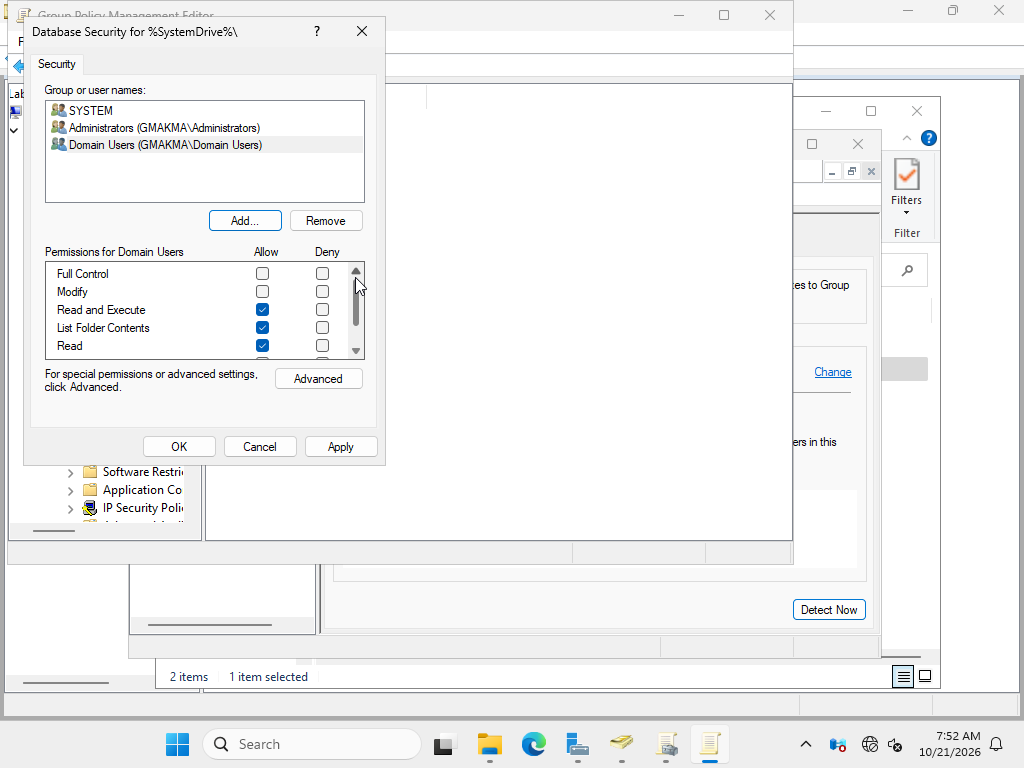 Group Policy Management Editor
Database Security for %SystemDrive%\
?
F
Security
Group or user names:
SYSTEM
Administrators (GMAKMA\Administrators)
Domain Users (GMAKMA\Domain Users)
Add...
Remove
Permissions for Domain Users
Allow
Deny
Full Control
Modify
Read and Execute
List Folder Contents
Read
For special permissions or advanced settings,
click Advanced.
Advanced
OK
Cancel
Apply
Lab
Software Restri
Application Co
IP Security Poli
?
Filters
Filter
es to Group
Change
ers in this
Detect Now
2 items
1 item selected
Search
7:52 AM
10/21/2026